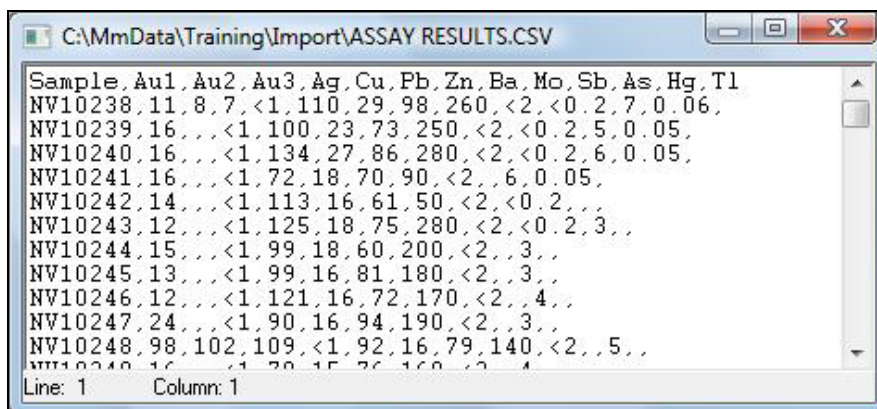 C:\MmData\Training\Import\ASSAY RESULTS.CSV
Sample,Au1,Au2,Au3,Ag,Cu,Pb,Zn,Ba,Mo,Sb,As,Hg,Tl
NV10238,11,8,7,<1,110,29,98,260,<2,<0.2,7,0.06,
NV10239,16,,,<1,100,23,73,250,<2,<0.2,5,0.05,
NV10240,16,,,<1,134,27,86,280,<2,<0.2,6,0.05,
NV10241,16,,,<1,72,18,70,90,<2,,6,0.05,
NV10242,14,,,<1,113,16,61,50,<2,<0.2,,,
NV10243,12,,,<1,125,18,75,280,<2,<0.2,3,,
NV10244,15,,,<1,99,18,60,200,<2,,3,,
NV10245,13,,,<1,99,16,81,180,<2,,3,,
NV10246,12,,,<1,121,16,72,170,<2,,4,,
NV10247,24,,,<1,90,16,94,190,<2,,3,,
NV10248,98,102,109,<1,92,16,79,140,<2,,5,,
Line: 1 Column: 1